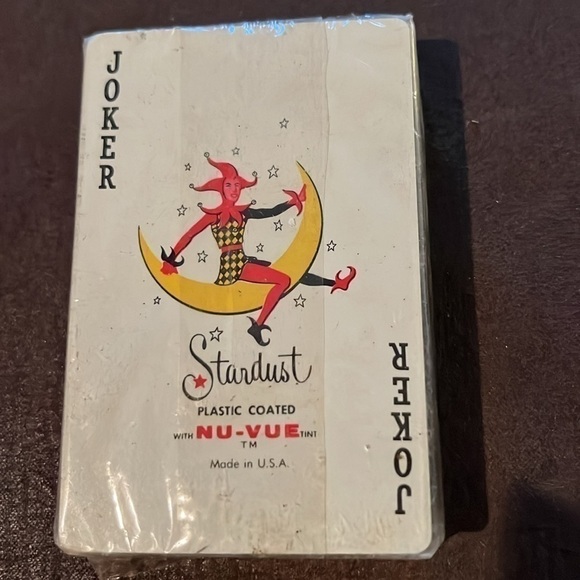 JOKER
Stardust
PLASTIC COATED
WITH NU-VUE TINT
TM
Made in U.S.A.
JOKER